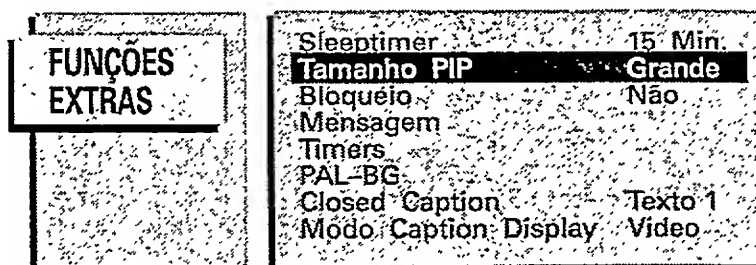 FUNÇÕES
EXTRAS
Sleeptimer 15 Min.
Tamanho PIP Grande
Bloqueio Não
Mensagem
Timers
PAL-BG
Closed Caption Texto 1
Modo Caption Display Video